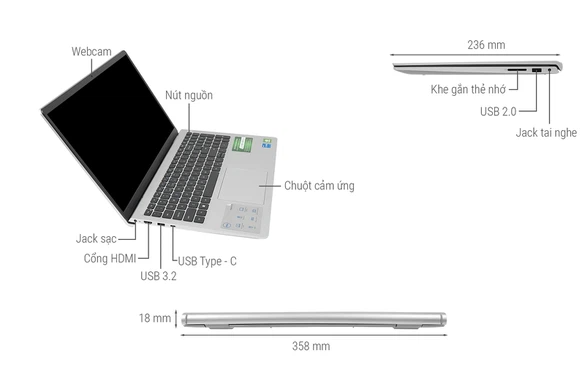 Webcam
Nút nguồn
Chuột cảm ứng
Jack sạc
Cổng HDMI
USB 3.2
USB Type - C
236 mm
Khe gắn thẻ nhớ
USB 2.0
Jack tai nghe
18 mm
358 mm